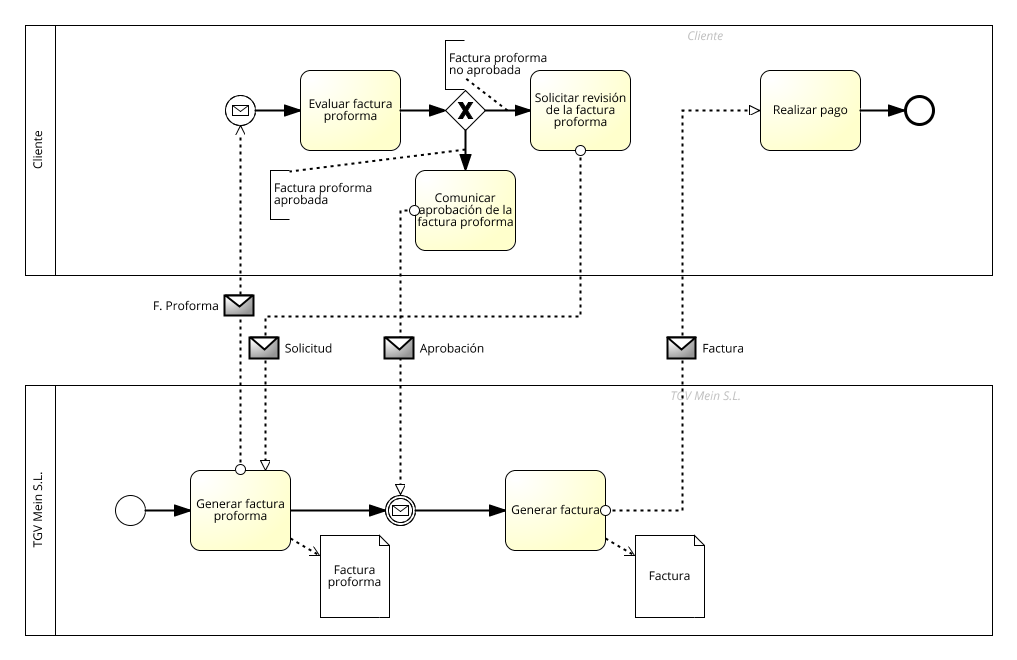 Cliente
Cliente
Factura proforma
no aprobada
Evaluar factura
proforma
Solicitar revisión
de la factura
proforma
Realizar pago
Factura proforma
aprobada
Comunicar
aprobación de la
factura proforma
F. Proforma
Solicitud
Aprobación
Factura
TGV Mein S.L.
TGV Mein S.L.
Generar factura
proforma
Generar factura
Factura
proforma
Factura